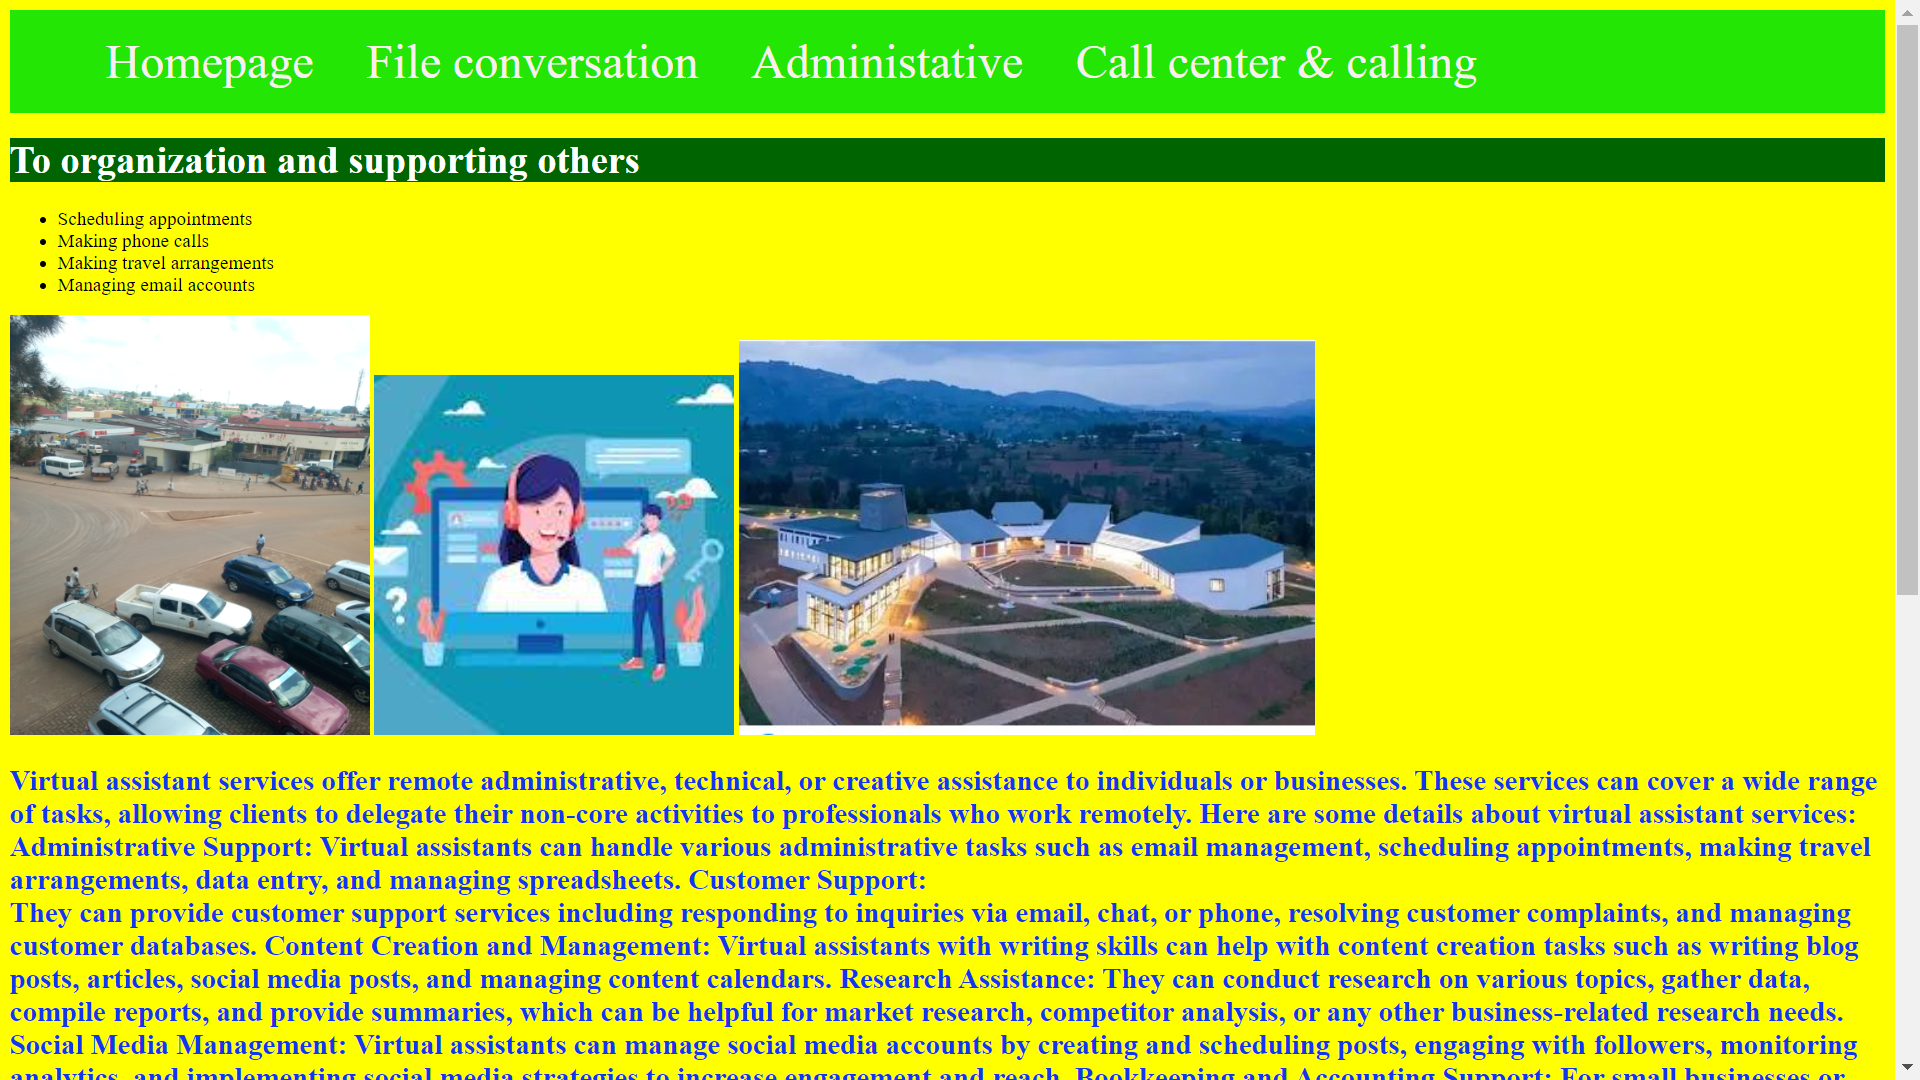 Homepage File conversation Administative Call center & calling
To organization and supporting others
Scheduling appointments
Making phone calls
Making travel arrangements
Managing email accounts
Virtual assistant services offer remote administrative, technical, or creative assistance to individuals or businesses. These services can cover a wide range
of tasks, allowing clients to delegate their non-core activities to professionals who work remotely. Here are some details about virtual assistant services:
Administrative Support: Virtual assistants can handle various administrative tasks such as email management, scheduling appointments, making travel
arrangements, data entry, and managing spreadsheets. Customer Support:
They can provide customer support services including responding to inquiries via email, chat, or phone, resolving customer complaints, and managing
customer databases. Content Creation and Management: Virtual assistants with writing skills can help with content creation tasks such as writing blog
posts, articles, social media posts, and managing content calendars. Research Assistance: They can conduct research on various topics, gather data,
compile reports, and provide summaries, which can be helpful for market research, competitor analysis, or any other business-related research needs.
Social Media Management: Virtual assistants can manage social media accounts by creating and scheduling posts, engaging with followers, monitoring
analytics, and implementing social media strategies to increase engagement and reach. Bookkeeping and Accounting Support: For small businesses or